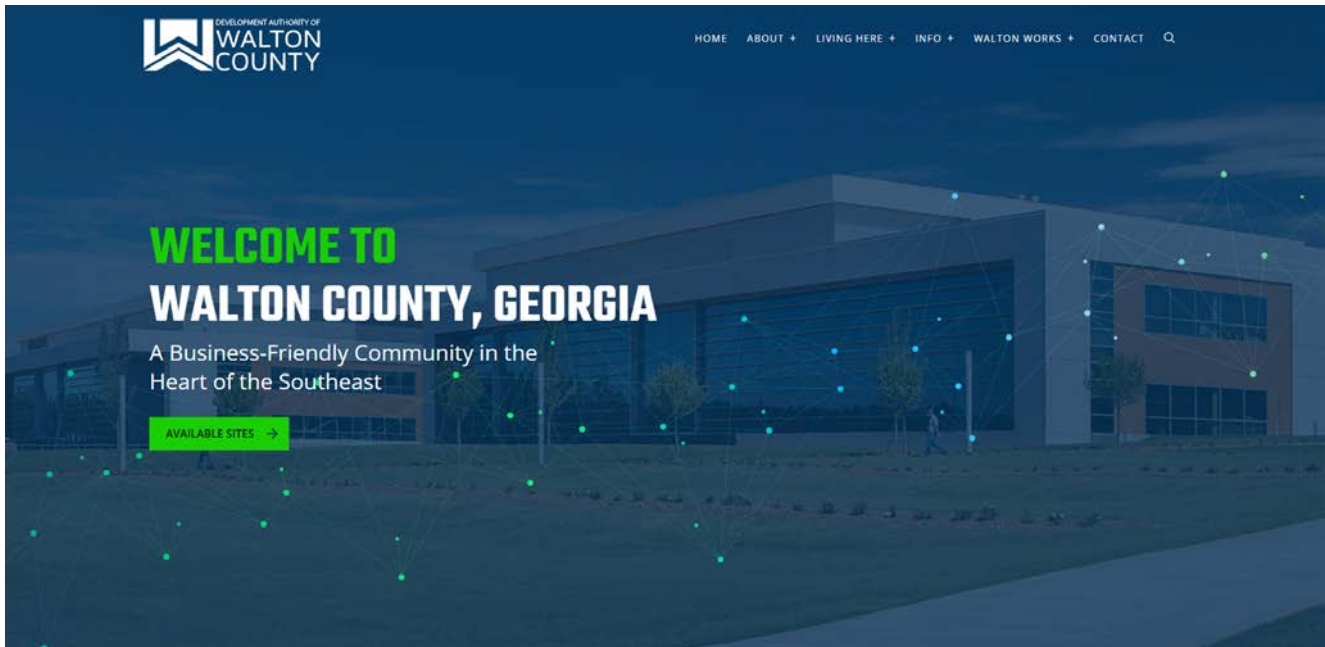 DEVELOPMENT AUTHORITY OF
WALTON
COUNTY
HOME ABOUT + LIVING HERE + INFO + WALTON WORKS + CONTACT
WELCOME TO
WALTON COUNTY, GEORGIA
A Business-Friendly Community in the
Heart of the Southeast
AVAILABLE SITES →